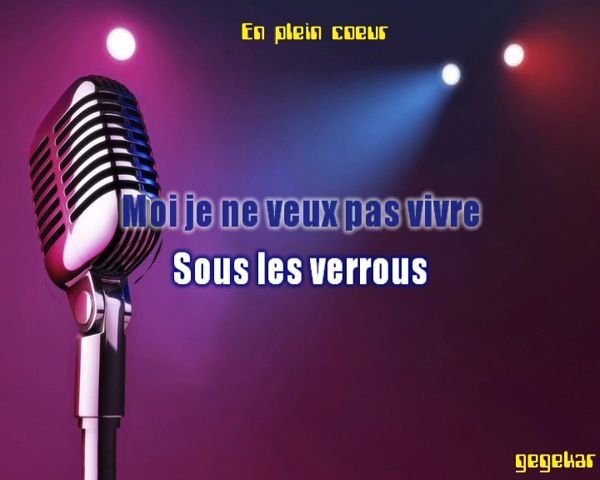 En plein coeur
Moi je ne veux pas vivre
Sous les verrous
gegekar